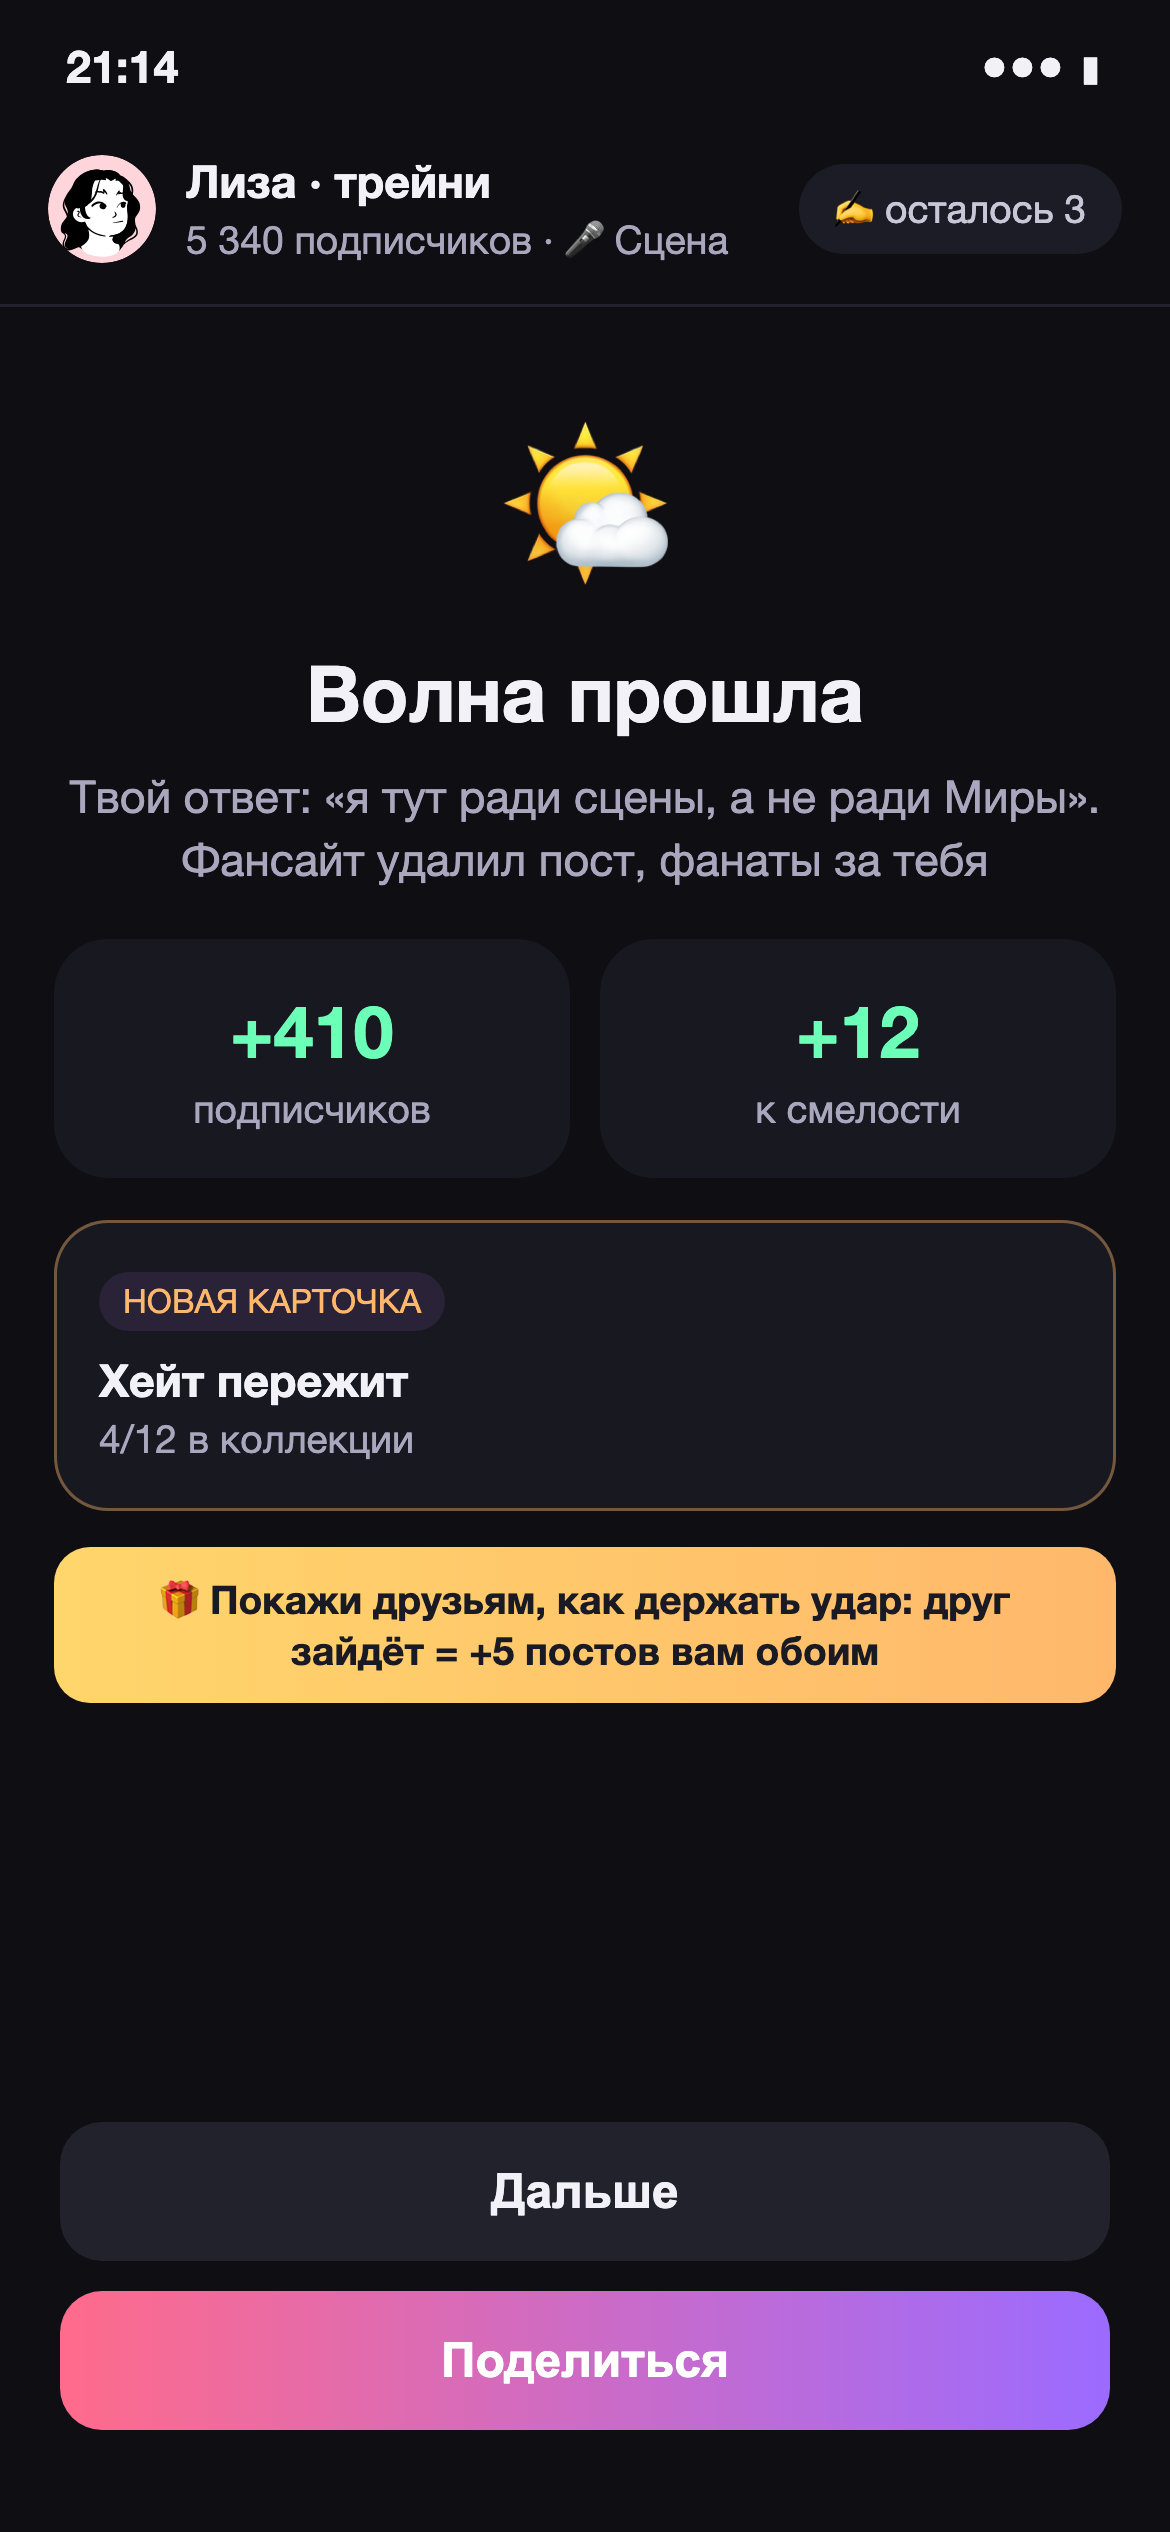 21:14
Лиза · трейни
5 340 подписчиков · 🎤 Сцена
✍️ осталось 3
Волна прошла
Твой ответ: «я тут ради сцены, а не ради Миры».
Фансайт удалил пост, фанаты за тебя
+410
подписчиков
+12
к смелости
НОВАЯ КАРТОЧКА
Хейт пережит
4/12 в коллекции
🎁 Покажи друзьям, как держать удар: друг
зайдёт = +5 постов вам обоим
Дальше
Поделиться